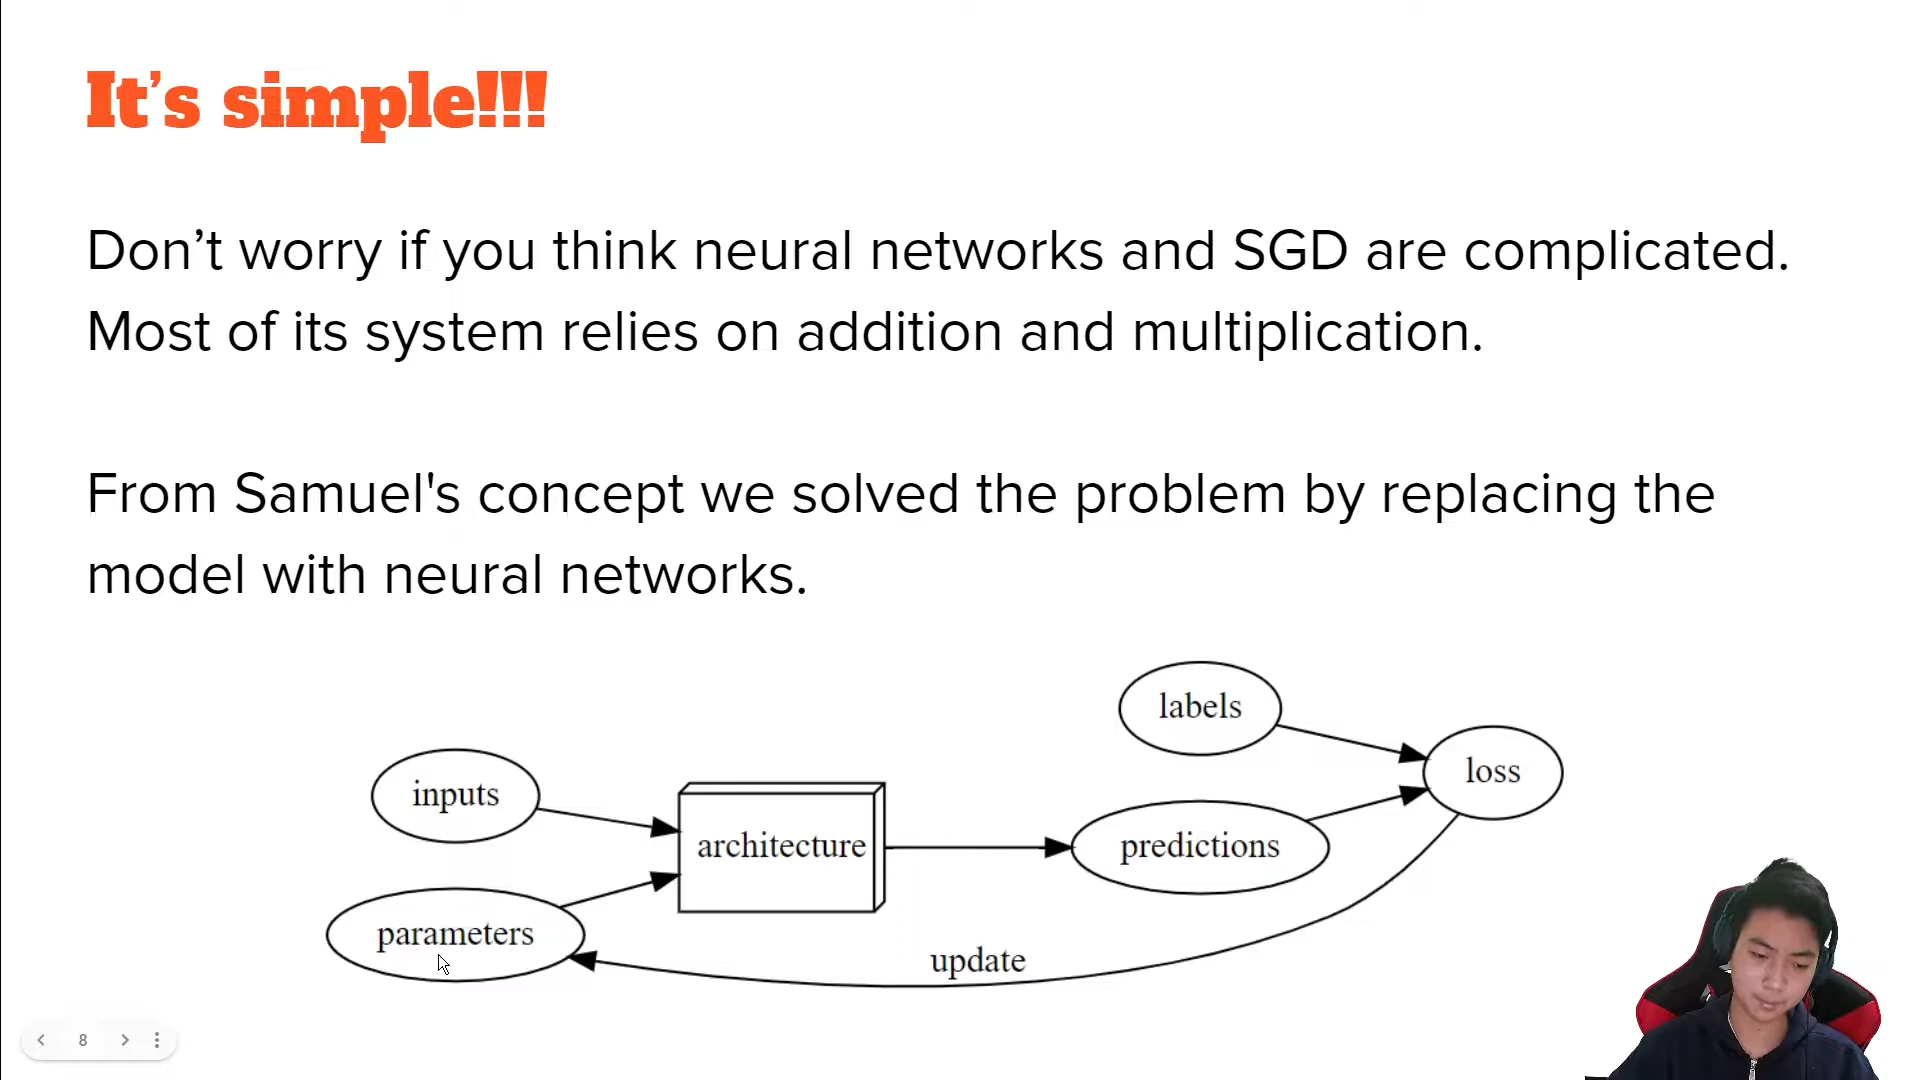 It’s simple!!!
Don’t worry if you think neural networks and SGD are complicated.
Most of its system relies on addition and multiplication.
From Samuel's concept we solved the problem by replacing the
model with neural networks.
labels
loss
inputs
architecture
predictions
parameters
update
8